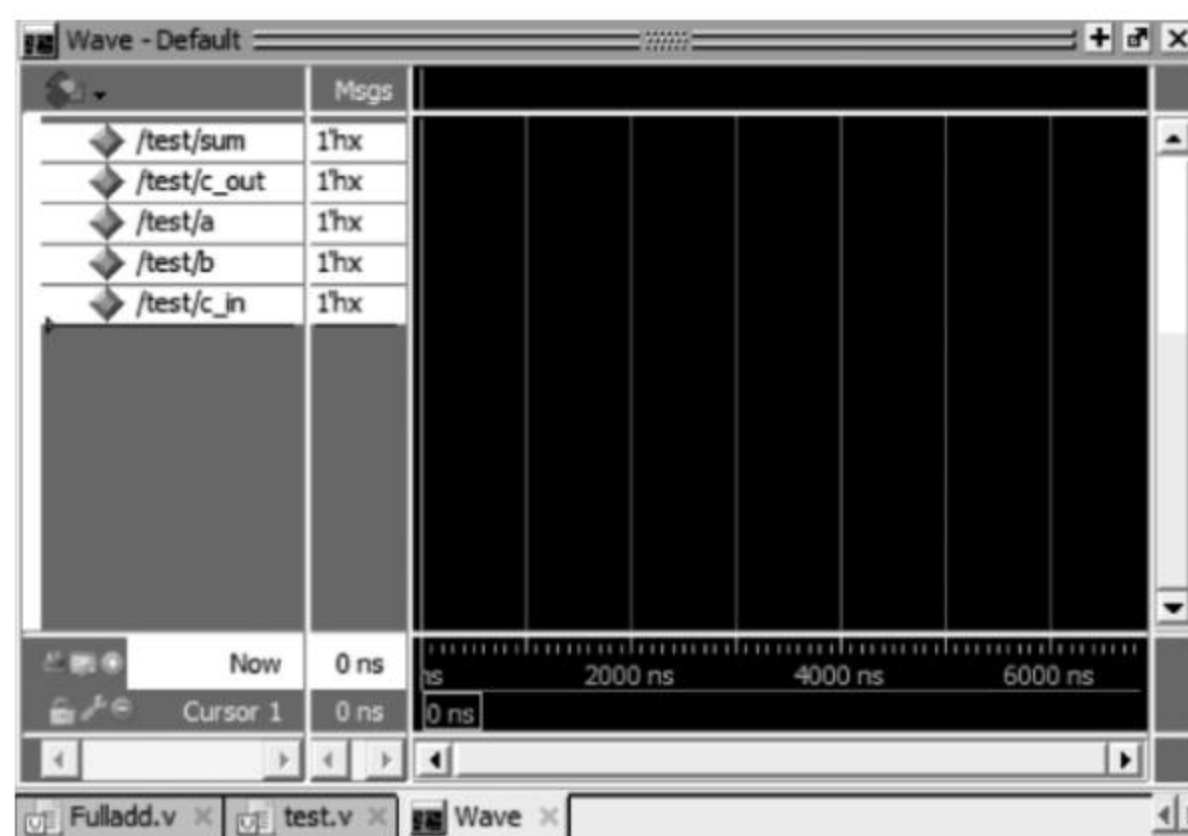 Wave - Default
Msgs
/test/sum 1'hx
/test/c_out 1'hx
/test/a 1'hx
/test/b 1'hx
/test/c_in 1'hx
Now 0 ns
ns 2000 ns 4000 ns 6000 ns
Cursor 1 0 ns 0 ns
Fulladd.v test.v Wave